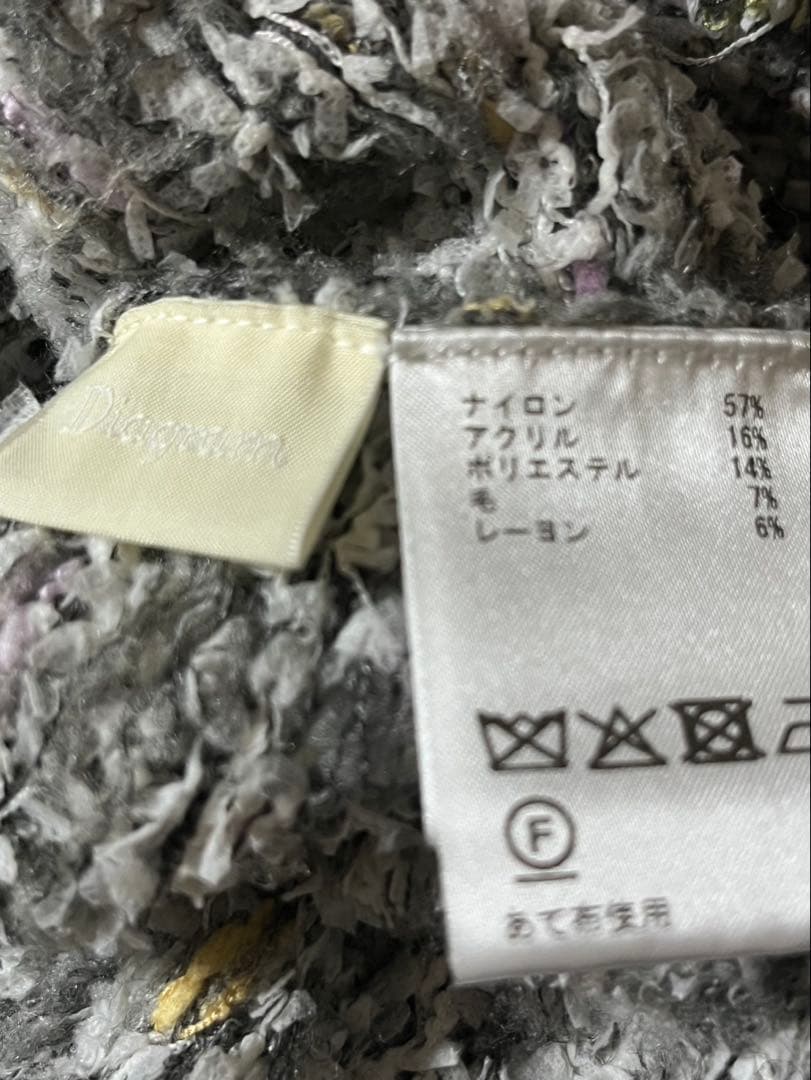 Diagram
ナイロン 57%
アクリル 16%
ポリエステル 14%
毛 7%
レーヨン 6%
F
あて布使用